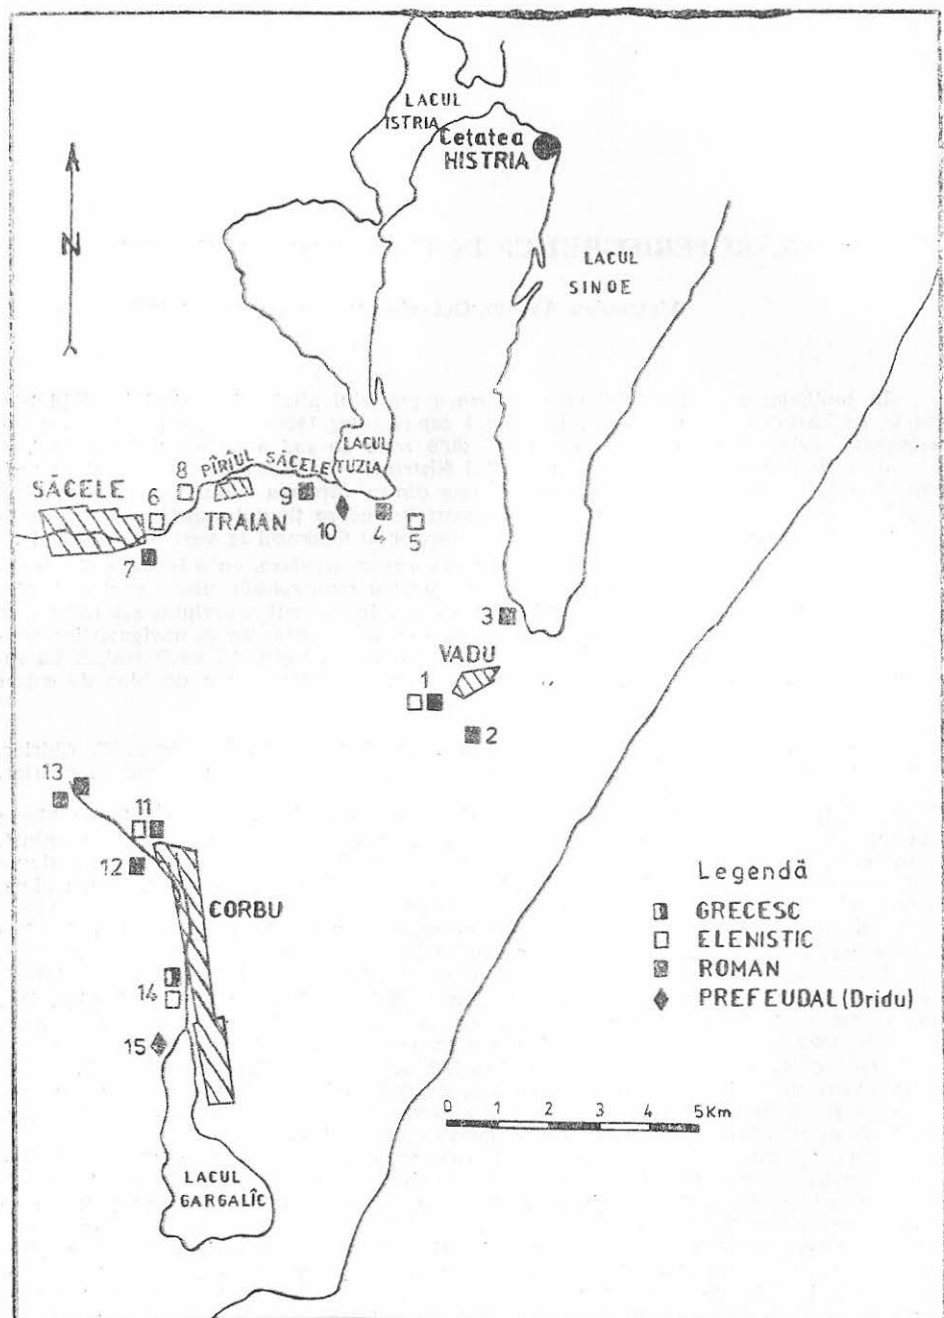 LACUL
ISTRIA
Cetatea
HISTRIA
N
LACUL
SINOE
LACUL
TUZLA
PÎRÎUL SĂCELE
SĂCELE
TRAIAN
8
6
7
9
10
4
5
3
VADU
1
2
13
11
12
CORBU
14
15
Legendă
GRECESC
ELENISTIC
ROMAN
PREFEUDAL (Dridu)
0 1 2 3 4 5 Km
LACUL
GARGALÎC